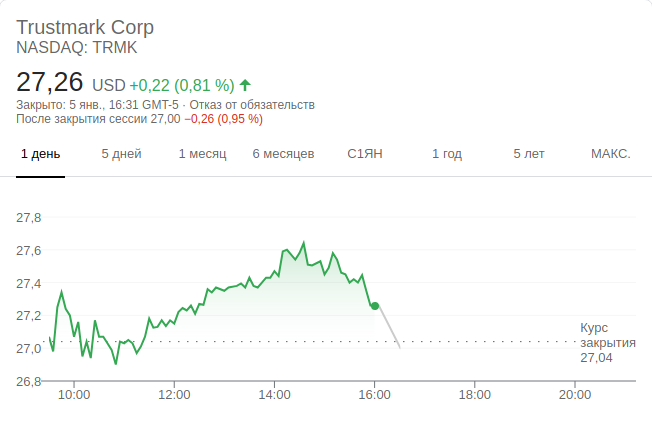 Trustmark Corp
NASDAQ: TRMK
27,26 USD +0,22 (0,81 %)
Закрыто: 5 янв., 16:31 GMT-5 · Отказ от обязательств
После закрытия сессии 27,00 −0,26 (0,95 %)
1 день 5 дней 1 месяц 6 месяцев С1ЯН 1 год 5 лет МАКС.
27,8
27,6
27,4
27,2
27,0
26,8
Курс
закрытия
27,04
10:00 12:00 14:00 16:00 18:00 20:00